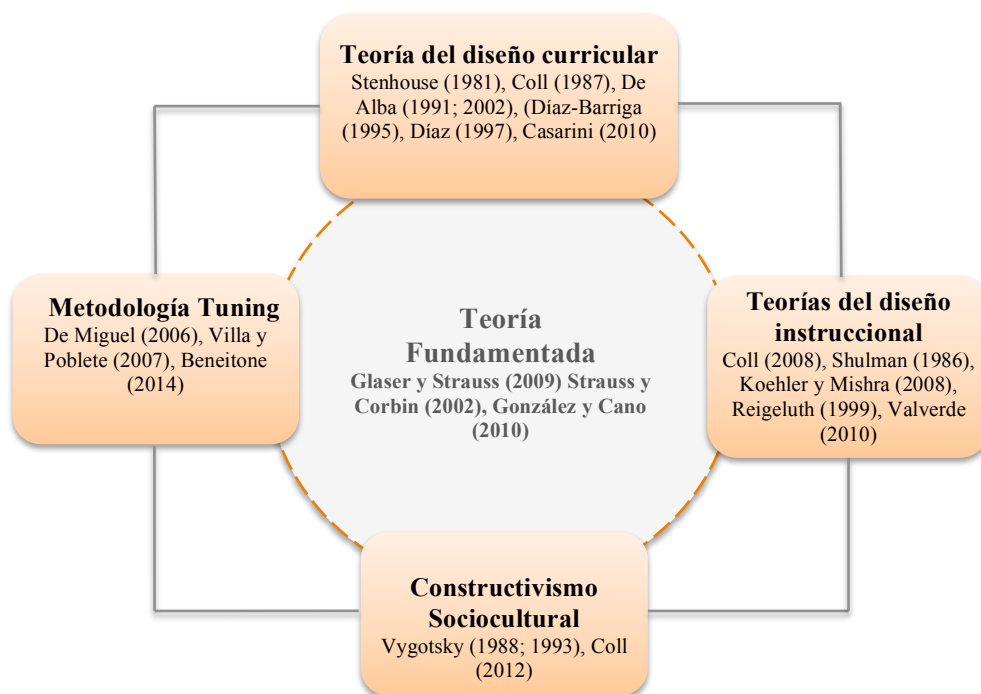 Teoría del diseño curricular
Stenhouse (1981), Coll (1987), De
Alba (1991; 2002), (Díaz-Barriga
(1995), Díaz (1997), Casarini (2010)
Metodología Tuning
De Miguel (2006), Villa y
Poblete (2007), Beneitone
(2014)
Teoría
Fundamentada
Glaser y Strauss (2009) Strauss y
Corbin (2002), González y Cano
(2010)
Teorías del diseño
instruccional
Coll (2008), Shulman (1986),
Koehler y Mishra (2008),
Reigeluth (1999), Valverde
(2010)
Constructivismo
Sociocultural
Vygotsky (1988; 1993), Coll
(2012)